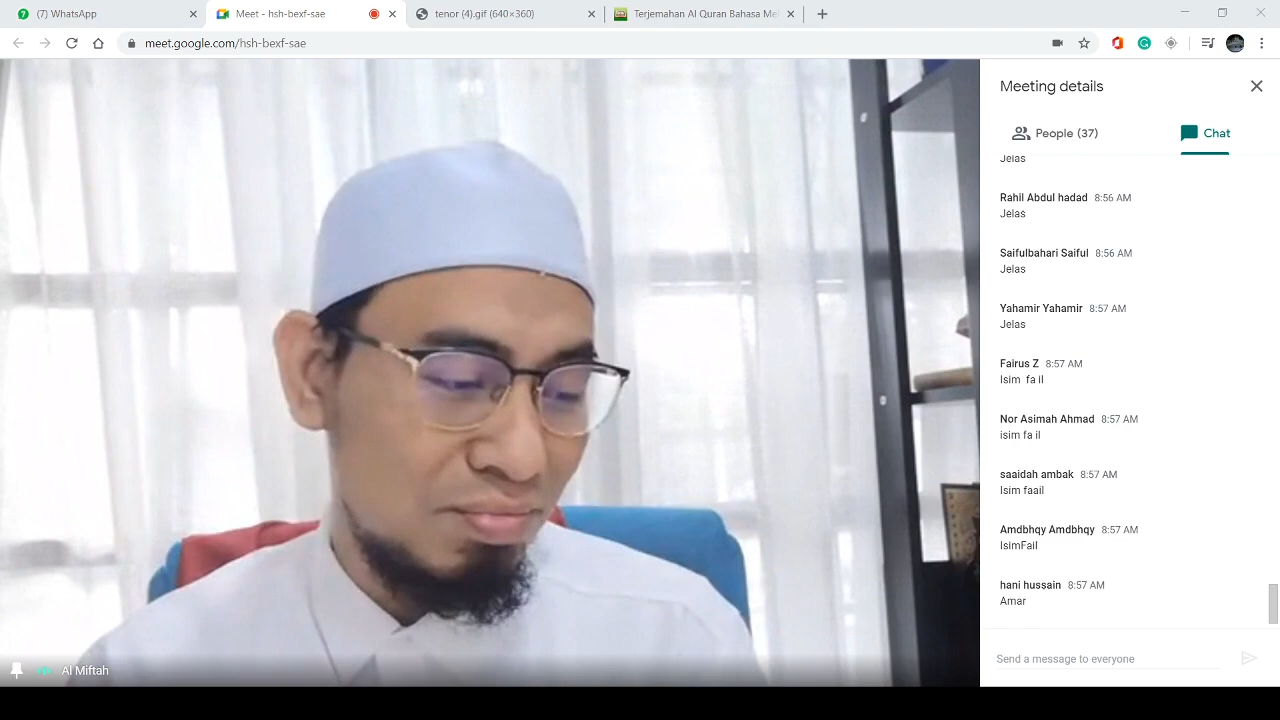 (7) WhatsApp
Meet - hsh-bexf-sae
tenor (4).gif (640×360)
Terjemahan Al Quran Bahasa Mel
meet.google.com/hsh-bexf-sae
Meeting details
People (37)
Chat
Jelas
Rahil Abdul hadad 8:56 AM
Jelas
Saifulbahari Saiful 8:56 AM
Jelas
Yahamir Yahamir 8:57 AM
Jelas
Fairus Z 8:57 AM
Isim fa il
Nor Asimah Ahmad 8:57 AM
isim fa il
saaidah ambak 8:57 AM
Isim faail
Amdbhqy Amdbhqy 8:57 AM
IsimFail
hani hussain 8:57 AM
Amar
Send a message to everyone
Al Miftah